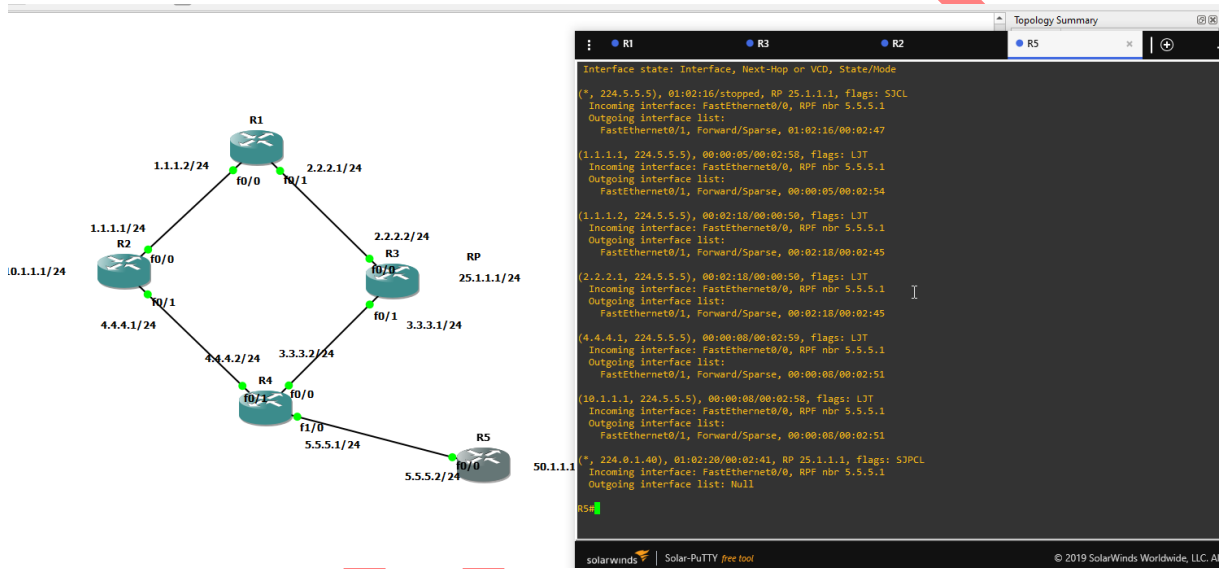 Topology Summary
R1
R3
R2
R5
Interface state: Interface, Next-Hop or VCD, State/Mode
(*, 224.5.5.5), 01:02:16/stopped, RP 25.1.1.1, flags: SJCL
Incoming interface: FastEthernet0/0, RPF nbr 5.5.5.1
Outgoing interface list:
FastEthernet0/1, Forward/Sparse, 01:02:16/00:02:47
(1.1.1.1, 224.5.5.5), 00:00:05/00:02:58, flags: LJT
Incoming interface: FastEthernet0/0, RPF nbr 5.5.5.1
Outgoing interface list:
FastEthernet0/1, Forward/Sparse, 00:00:05/00:02:54
(1.1.1.2, 224.5.5.5), 00:02:18/00:00:50, flags: LJT
Incoming interface: FastEthernet0/0, RPF nbr 5.5.5.1
Outgoing interface list:
FastEthernet0/1, Forward/Sparse, 00:02:18/00:02:45
(2.2.2.1, 224.5.5.5), 00:02:18/00:00:50, flags: LJT
Incoming interface: FastEthernet0/0, RPF nbr 5.5.5.1
Outgoing interface list:
FastEthernet0/1, Forward/Sparse, 00:02:18/00:02:45
(4.4.4.1, 224.5.5.5), 00:00:08/00:02:59, flags: LJT
Incoming interface: FastEthernet0/0, RPF nbr 5.5.5.1
Outgoing interface list:
FastEthernet0/1, Forward/Sparse, 00:00:08/00:02:51
(10.1.1.1, 224.5.5.5), 00:00:08/00:02:58, flags: LJT
Incoming interface: FastEthernet0/0, RPF nbr 5.5.5.1
Outgoing interface list:
FastEthernet0/1, Forward/Sparse, 00:00:08/00:02:51
(*, 224.0.1.40), 01:02:20/00:02:41, RP 25.1.1.1, flags: SJPCL
Incoming interface: FastEthernet0/0, RPF nbr 5.5.5.1
Outgoing interface list: Null
R5#
solarwinds
Solar-PuTTY free tool
© 2019 SolarWinds Worldwide, LLC. Al
R1
1.1.1.2/24
2.2.2.1/24
f0/0
f0/1
1.1.1.1/24
R2
f0/0
10.1.1.1/24
f0/1
4.4.4.1/24
2.2.2.2/24
R3
RP
f0/0
25.1.1.1/24
f0/1
3.3.3.1/24
4.4.4.2/24
3.3.3.2/24
R4
f0/1
f0/0
f1/0
5.5.5.1/24
R5
f0/0
5.5.5.2/24
50.1.1.1